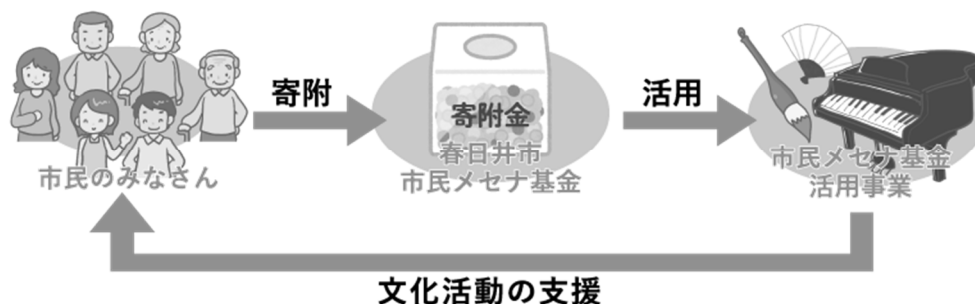 市民のみなさん
寄附
寄附金
春日井市
市民メセナ基金
活用
市民メセナ基金
活用事業
文化活動の支援